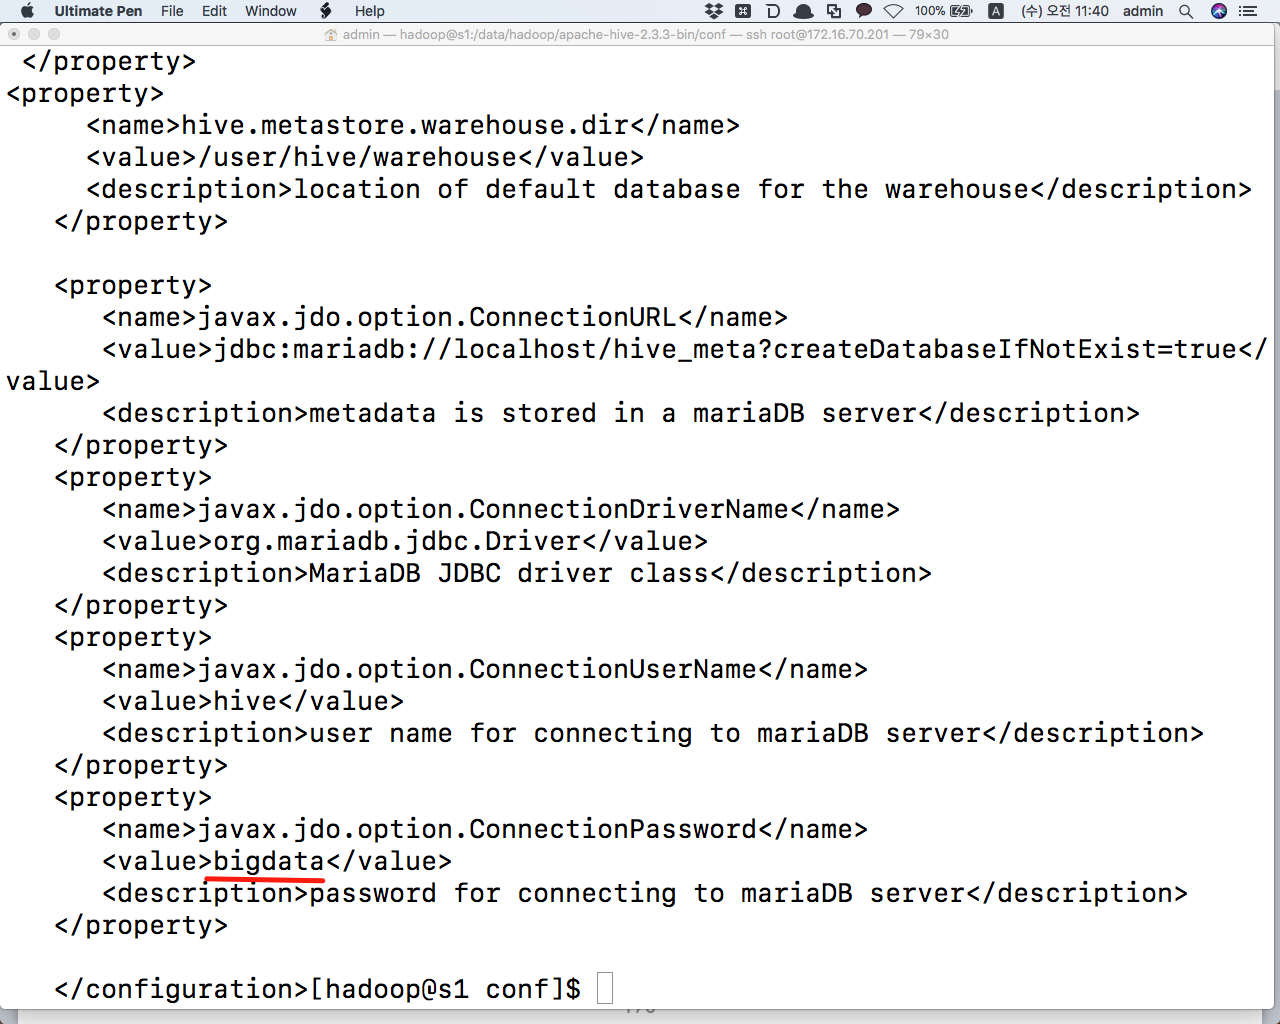 Ultimate Pen File Edit Window Help 100% A (수) 오전 11:40 admin
admin — hadoop@s1:/data/hadoop/apache-hive-2.3.3-bin/conf — ssh root@172.16.70.201 — 79×30
</property>
<property>
<name>hive.metastore.warehouse.dir</name>
<value>/user/hive/warehouse</value>
<description>location of default database for the warehouse</description>
</property>
<property>
<name>javax.jdo.option.ConnectionURL</name>
<value>jdbc:mariadb://localhost/hive_meta?createDatabaseIfNotExist=true</
value>
<description>metadata is stored in a mariaDB server</description>
</property>
<property>
<name>javax.jdo.option.ConnectionDriverName</name>
<value>org.mariadb.jdbc.Driver</value>
<description>MariaDB JDBC driver class</description>
</property>
<property>
<name>javax.jdo.option.ConnectionUserName</name>
<value>hive</value>
<description>user name for connecting to mariaDB server</description>
</property>
<property>
<name>javax.jdo.option.ConnectionPassword</name>
<value>bigdata</value>
<description>password for connecting to mariaDB server</description>
</property>
</configuration>[hadoop@s1 conf]$